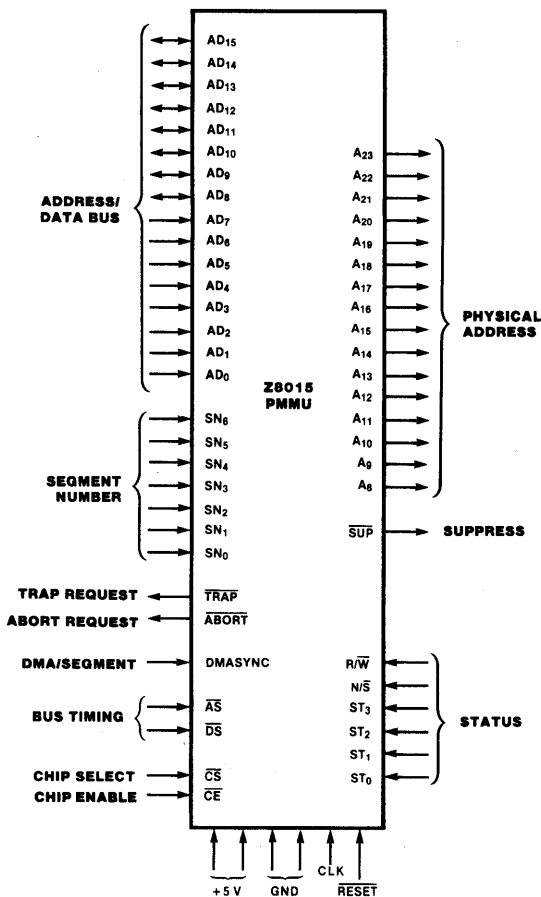 ADDRESS/
DATA BUS
AD15
AD14
AD13
AD12
AD11
AD10
AD9
AD8
AD7
AD6
AD5
AD4
AD3
AD2
AD1
AD0
SEGMENT
NUMBER
SN6
SN5
SN4
SN3
SN2
SN1
SN0
TRAP REQUEST
TRAP
ABORT REQUEST
ABORT
DMA/SEGMENT
DMASYNC
BUS TIMING
AS
DS
CHIP SELECT
CS
CHIP ENABLE
CE
Z8015
PMMU
A23
A22
A21
A20
A19
A18
A17
A16
A15
A14
A13
A12
A11
A10
A9
A8
PHYSICAL
ADDRESS
SUP
SUPPRESS
R/W
N/S
ST3
ST2
ST1
ST0
STATUS
+5 V
GND
CLK
RESET